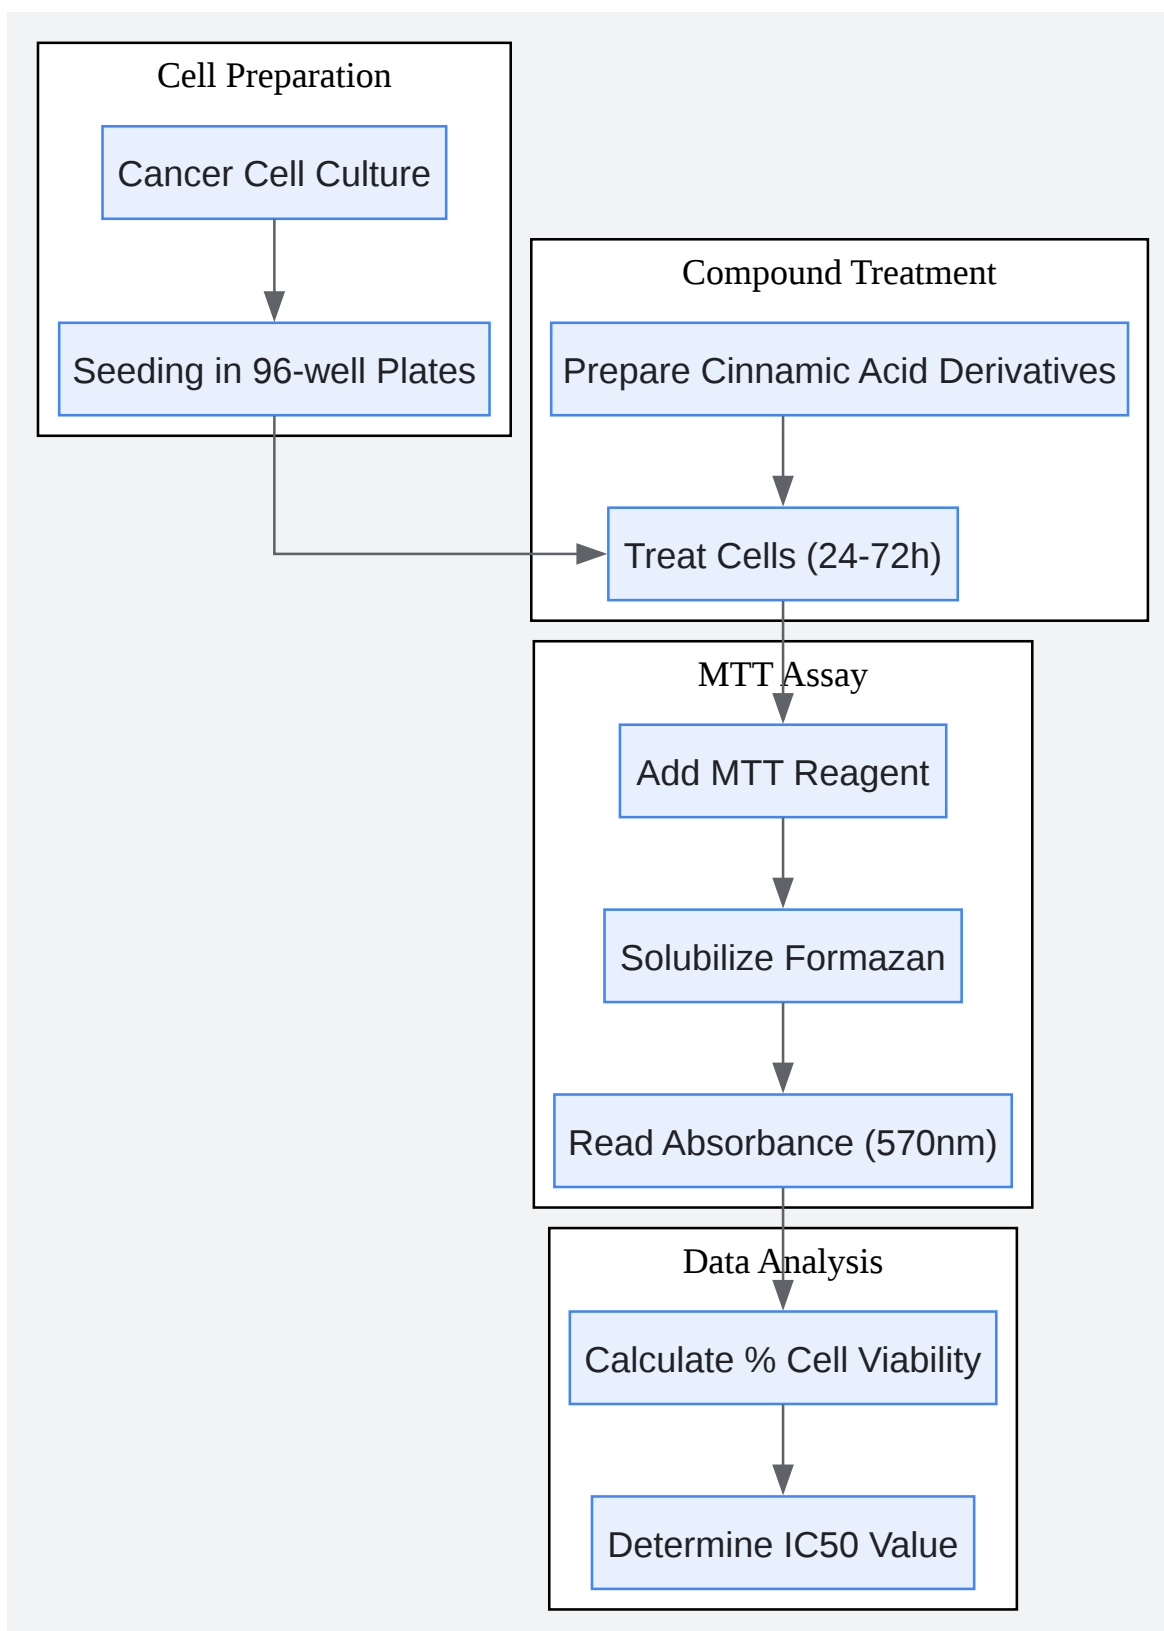 Cell Preparation
Cancer Cell Culture
Seeding in 96-well Plates
Compound Treatment
Prepare Cinnamic Acid Derivatives
Treat Cells (24-72h)
MTT Assay
Add MTT Reagent
Solubilize Formazan
Read Absorbance (570nm)
Data Analysis
Calculate % Cell Viability
Determine IC50 Value